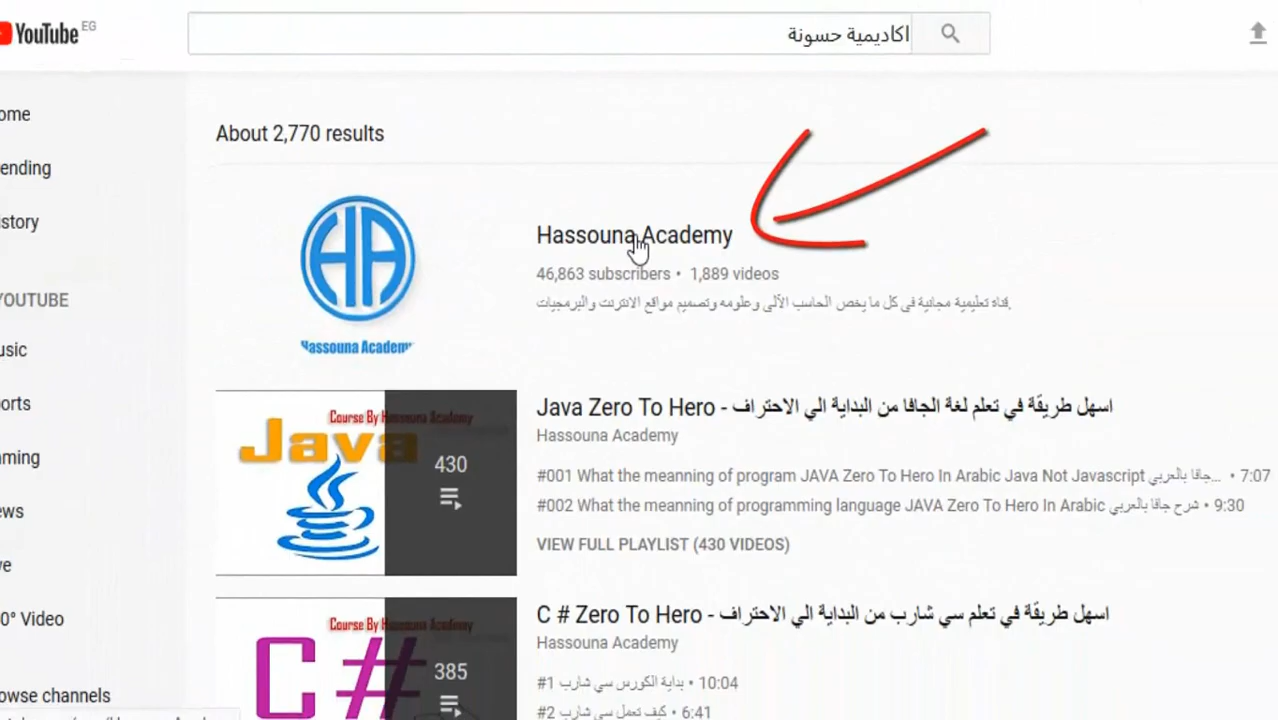 YouTube EG
اكاديمية حسونة
ome
About 2,770 results
ending
istory
Hassouna Academy
46,863 subscribers • 1,889 videos
قناة تعليمية مجانية فى كل ما يخص الحاسب الألى وعلومه وتصميم مواقع الانترنت والبرمجيات.
HA
Hassouna Academy
YOUTUBE
usic
orts
ming
ews
ve
0° Video
owse channels
Course By Hassouna Academy
Java
430
Java Zero To Hero - اسهل طريقة في تعلم لغة الجافا من البداية الي الاحتراف
Hassouna Academy
#001 What the meanning of program JAVA Zero To Hero In Arabic Java Not Javascript جافا بالعربي... • 7:07
#002 What the meanning of programming language JAVA Zero To Hero In Arabic شرح جافا بالعربي • 9:30
VIEW FULL PLAYLIST (430 VIDEOS)
Course By Hassouna Academy
C#
385
C # Zero To Hero - اسهل طريقة في تعلم سي شارب من البداية الي الاحتراف
Hassouna Academy
#1 بداية الكورس سي شارب • 10:04
#2 كيف تعمل سي شارب • 6:41